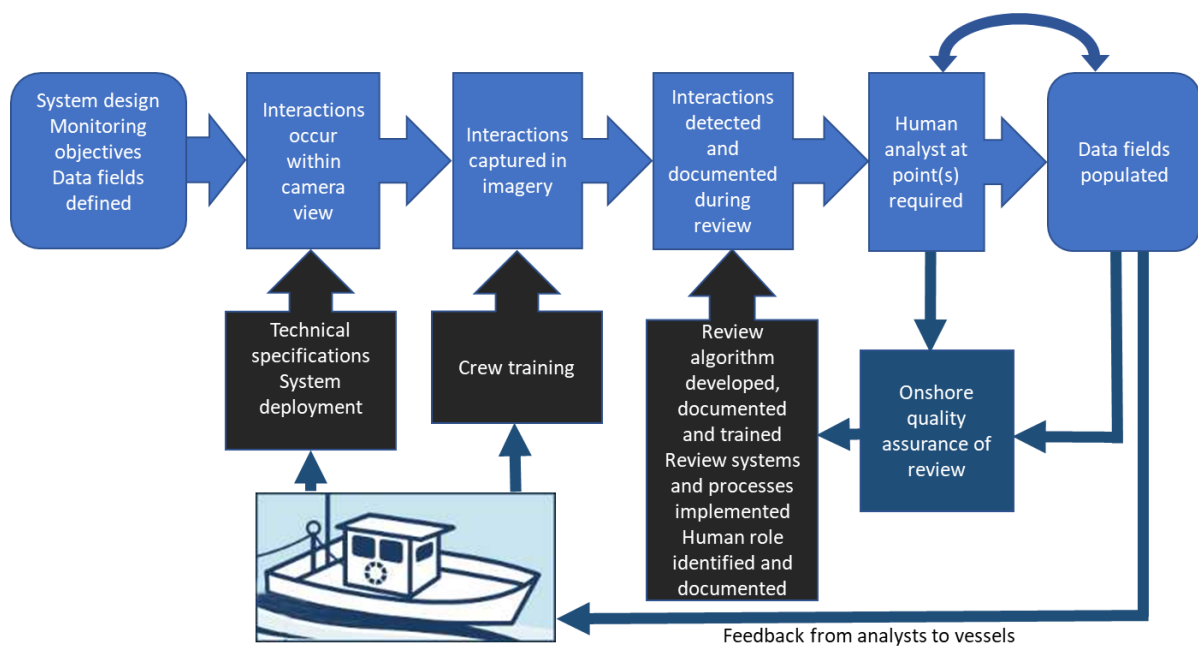 System design
Monitoring
objectives
Data fields
defined
Interactions
occur
within
camera
view
Interactions
captured in
imagery
Interactions
detected
and
documented
during
review
Human
analyst at
point(s)
required
Data fields
populated
Technical
specifications
System
deployment
Crew training
Review
algorithm
developed,
documented
and trained
Review systems
and processes
implemented
Human role
identified and
documented
Onshore
quality
assurance of
review
Feedback from analysts to vessels